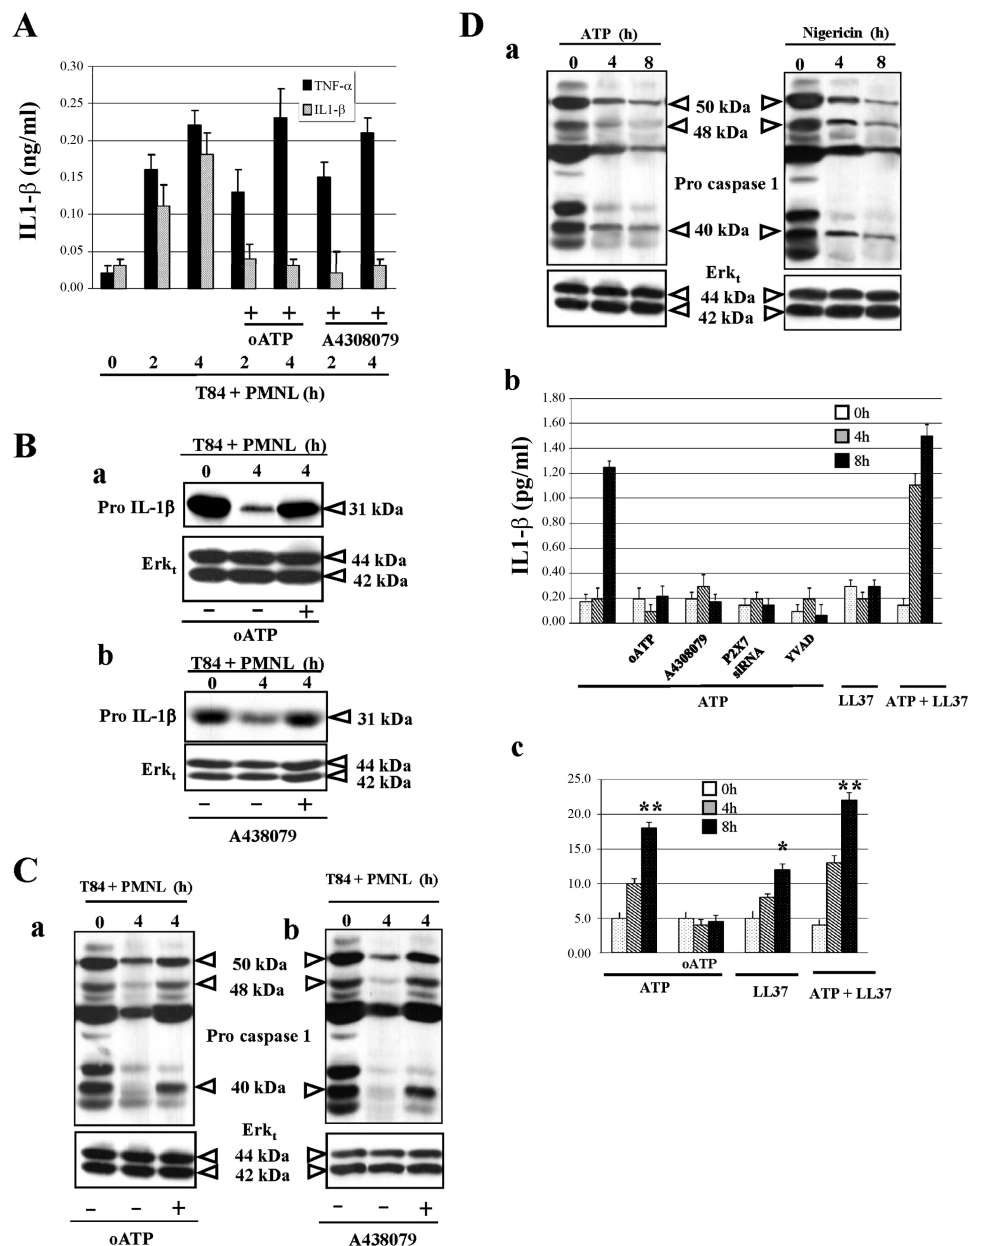 A
0.30
0.25
0.20
0.15
0.10
0.05
0.00
IL1-β (ng/ml)
TNF-α
IL1-β
+ + + +
oATP A4308079
0 2 4 2 4 2 4
T84 + PMNL (h)
B
a
T84 + PMNL (h)
0 4 4
Pro IL-1β 31 kDa
Erkt 44 kDa
42 kDa
− − +
oATP
b
T84 + PMNL (h)
0 4 4
Pro IL-1β 31 kDa
Erkt 44 kDa
42 kDa
− − +
A438079
C
a
T84 + PMNL (h)
0 4 4
b
T84 + PMNL (h)
0 4 4
50 kDa
48 kDa
Pro caspase 1
40 kDa
Erkt
44 kDa
42 kDa
− − +
oATP
− − +
A438079
D
a
ATP (h)
0 4 8
Nigericin (h)
0 4 8
50 kDa
48 kDa
Pro caspase 1
40 kDa
Erkt
44 kDa
42 kDa
b
1.80
1.60
1.40
1.20
1.00
0.80
0.60
0.40
0.20
0.00
IL1-β (pg/ml)
0h
4h
8h
oATP
A4308079
P2X7
siRNA
YVAD
ATP LL37 ATP + LL37
c
25.0
20.0
15.0
10.0
5.0
0.00
0h
4h
8h
** * **
oATP
ATP LL37 ATP + LL37